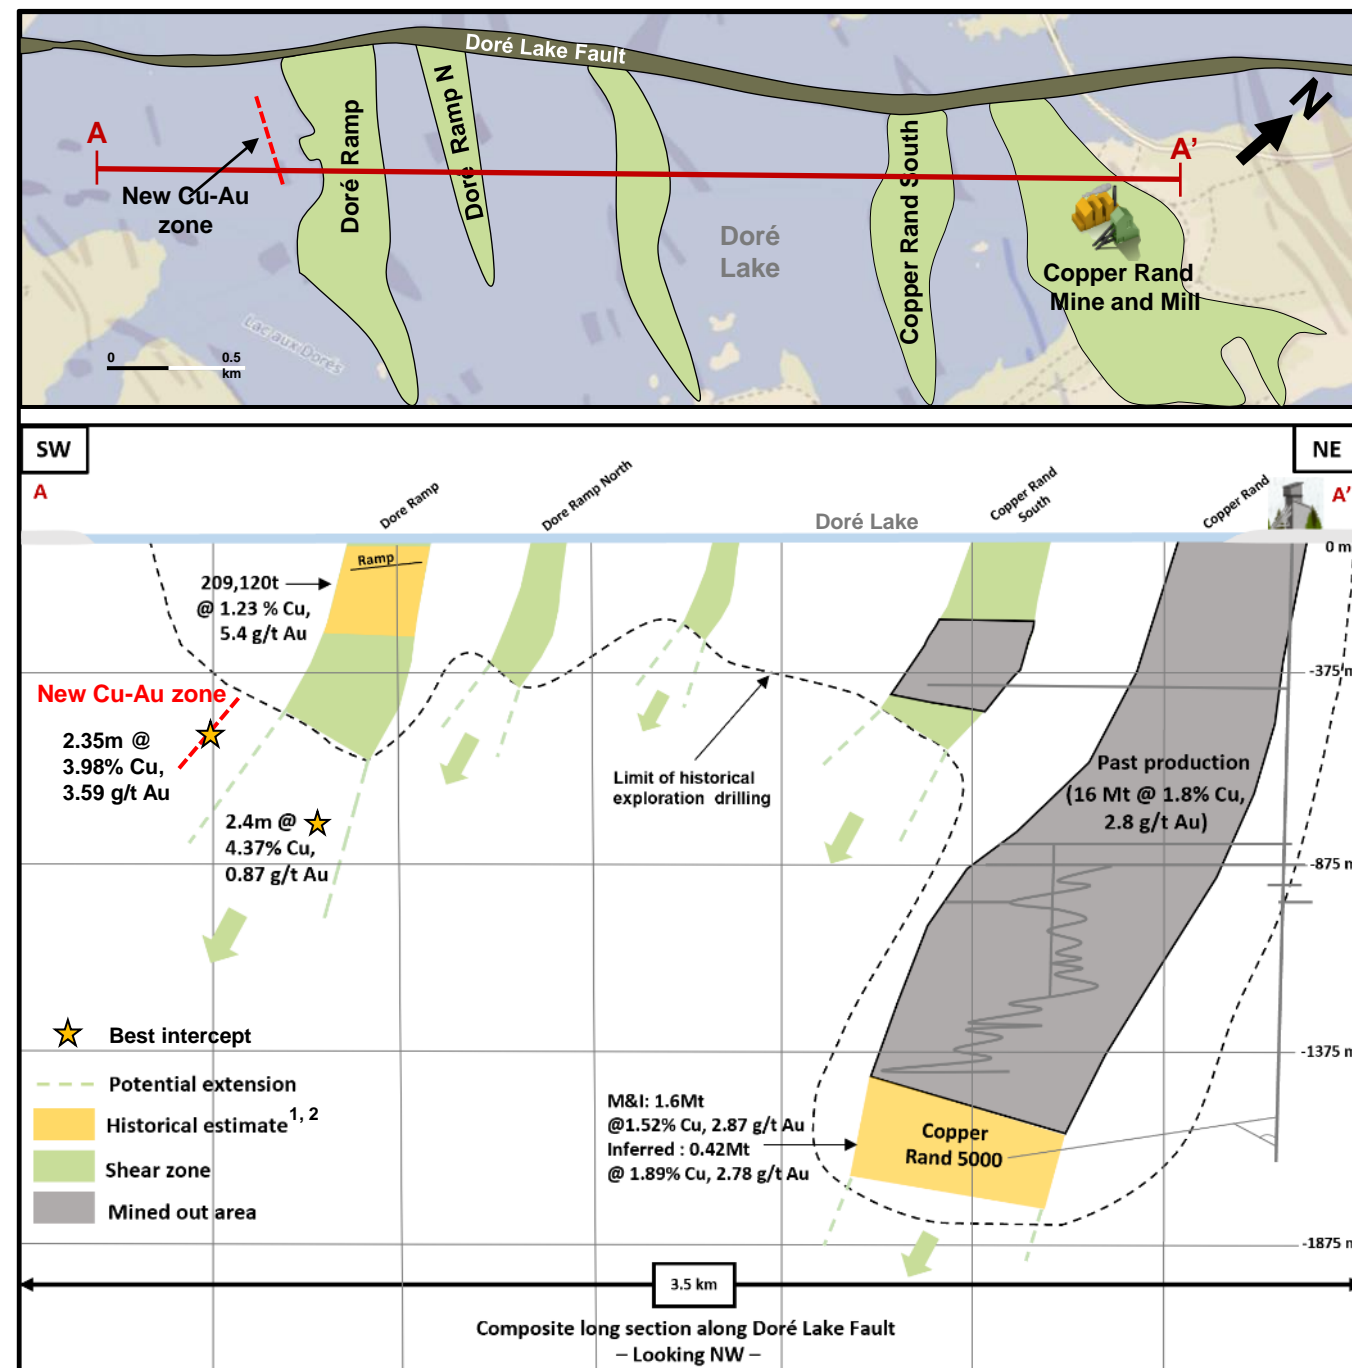 Doré Lake Fault
N
A
A'
New Cu-Au
zone
Doré Ramp
Doré Ramp N
Doré
Lake
Copper Rand South
Copper Rand
Mine and Mill
Lac aux Dorés
0 0.5
km
SW
NE
A
A'
Dore Ramp
Dore Ramp North
Doré Lake
Copper Rand
South
Copper Rand
0 m
Ramp
209,120t
@ 1.23 % Cu,
5.4 g/t Au
-375 m
New Cu-Au zone
2.35m @
3.98% Cu,
3.59 g/t Au
2.4m @
4.37% Cu,
0.87 g/t Au
Limit of historical
exploration drilling
Past production
(16 Mt @ 1.8% Cu,
2.8 g/t Au)
-875 m
Best intercept
Potential extension
Historical estimate1, 2
Shear zone
Mined out area
-1375 m
M&I: 1.6Mt
@1.52% Cu, 2.87 g/t Au
Inferred : 0.42Mt
@ 1.89% Cu, 2.78 g/t Au
Copper
Rand 5000
-1875 m
3.5 km
Composite long section along Doré Lake Fault
– Looking NW –